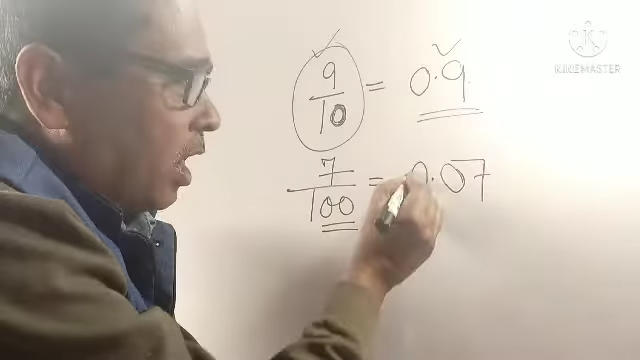 9/10 = 0.9
7/100 = 0.07
KINEMASTER